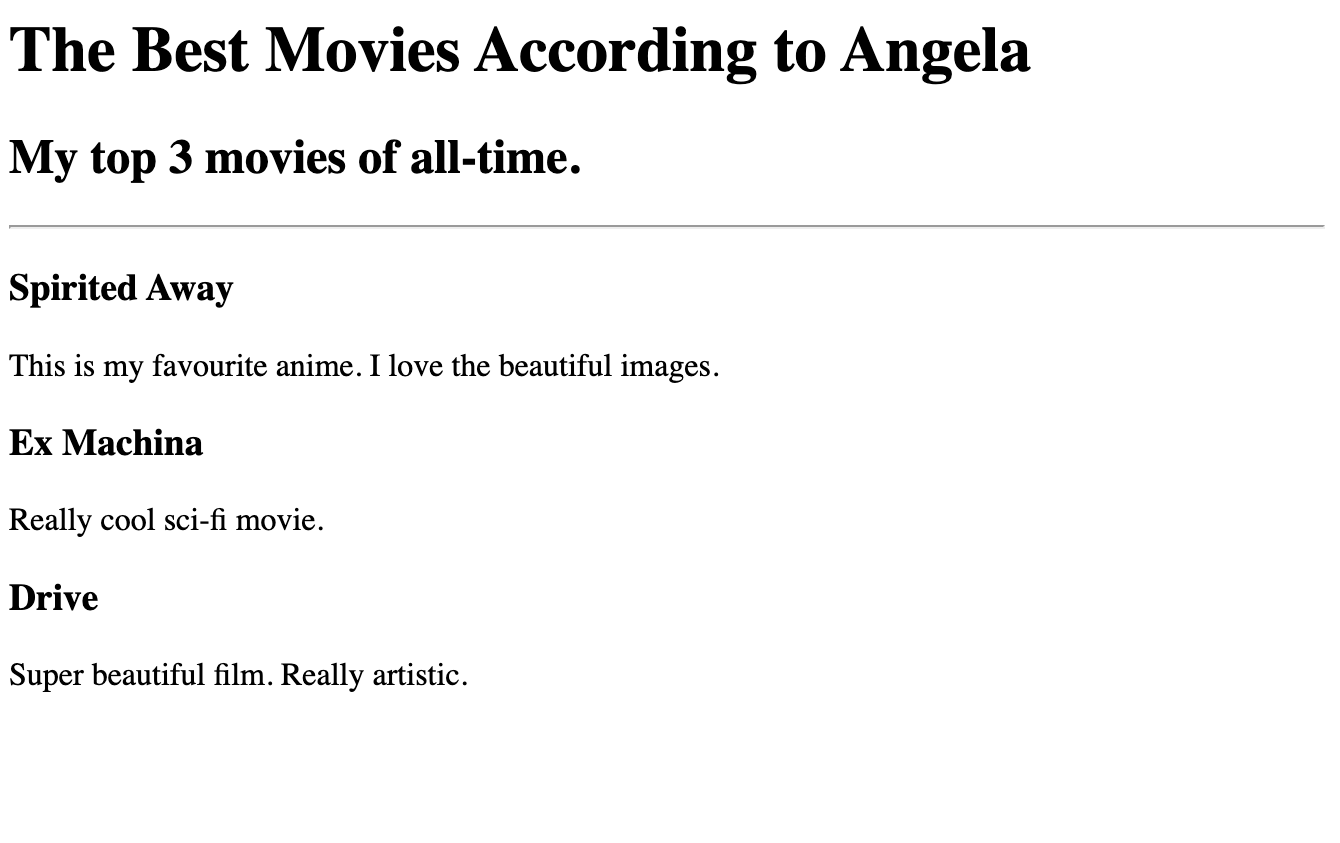 The Best Movies According to Angela
My top 3 movies of all-time.
Spirited Away
This is my favourite anime. I love the beautiful images.
Ex Machina
Really cool sci-fi movie.
Drive
Super beautiful film. Really artistic.